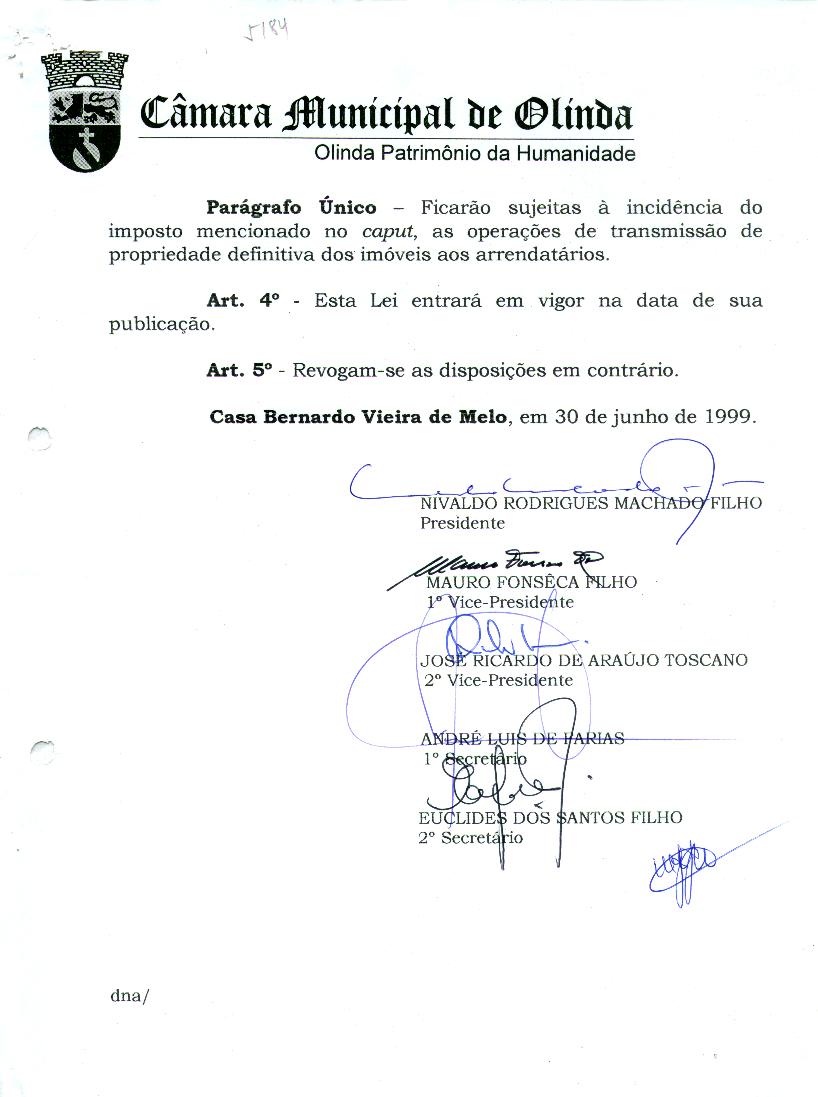 5184
Câmara Municipal de Olinda
Olinda Patrimônio da Humanidade
Parágrafo Único – Ficarão sujeitas à incidência do
imposto mencionado no caput, as operações de transmissão de
propriedade definitiva dos imóveis aos arrendatários.
Art. 4º - Esta Lei entrará em vigor na data de sua
publicação.
Art. 5º - Revogam-se as disposições em contrário.
Casa Bernardo Vieira de Melo, em 30 de junho de 1999.
NIVALDO RODRIGUES MACHADO FILHO
Presidente
MAURO FONSÊCA FILHO
1º Vice-Presidente
JOSÉ RICARDO DE ARAÚJO TOSCANO
2º Vice-Presidente
ANDRÉ LUIS DE FARIAS
1º Secretário
EUCLIDES DOS SANTOS FILHO
2º Secretário
dna/